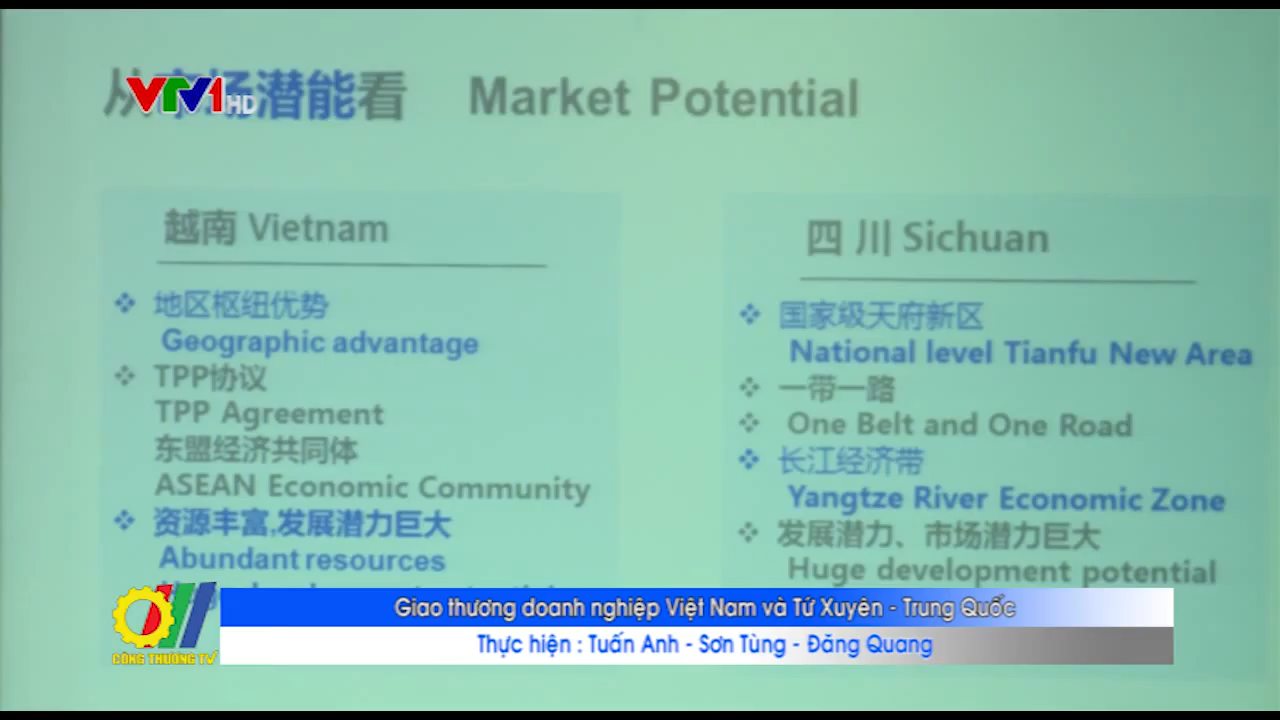 从市场潜能看 Market Potential
VTV1 HD
越南 Vietnam
地区枢纽优势
Geographic advantage
TPP协议
TPP Agreement
东盟经济共同体
ASEAN Economic Community
资源丰富,发展潜力巨大
Abundant resources
四川 Sichuan
国家级天府新区
National level Tianfu New Area
一带一路
One Belt and One Road
长江经济带
Yangtze River Economic Zone
发展潜力、市场潜力巨大
Huge development potential
Giao thương doanh nghiệp Việt Nam và Tứ Xuyên - Trung Quốc
Thực hiện : Tuấn Anh - Sơn Tùng - Đăng Quang
CÔNG THƯƠNG TV